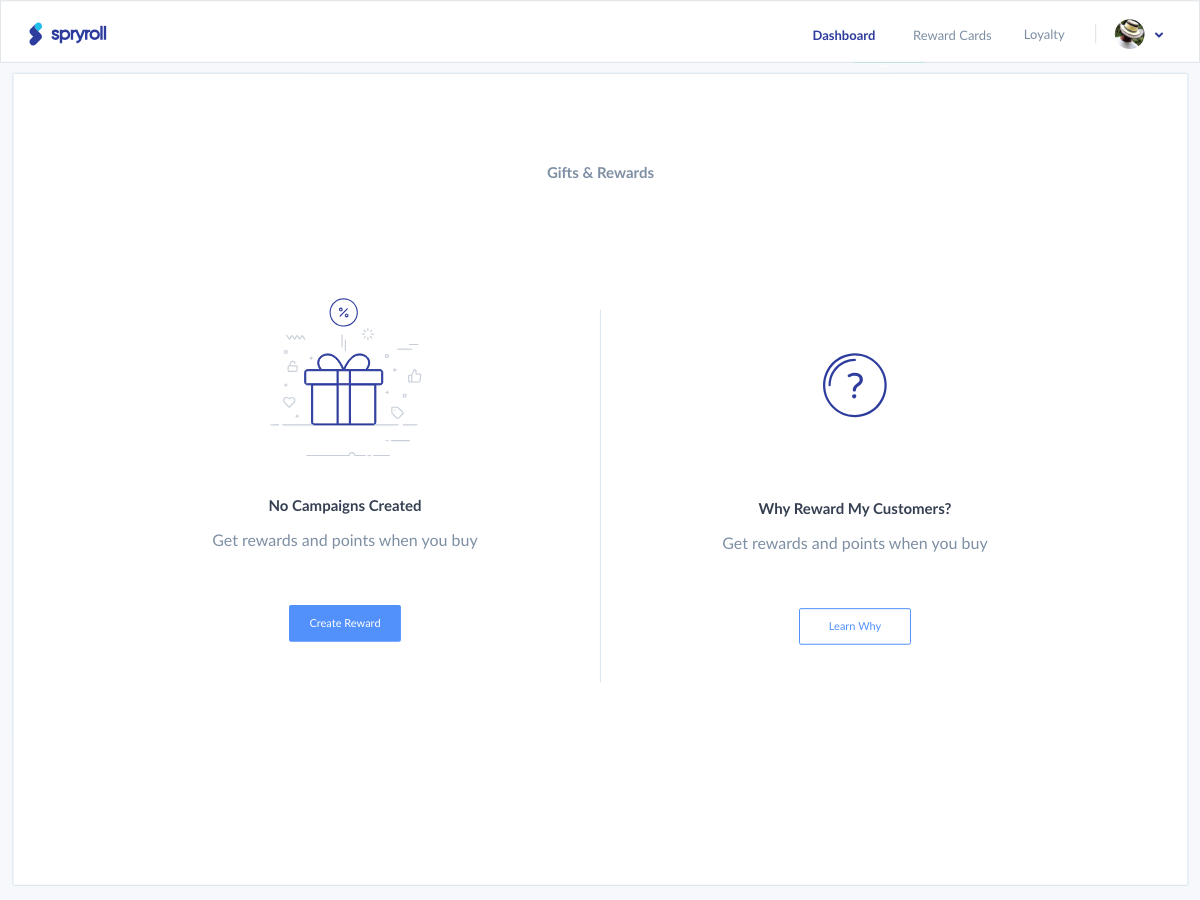 spryroll
Dashboard
Reward Cards
Loyalty
Gifts & Rewards
%
No Campaigns Created
Get rewards and points when you buy
Create Reward
?
Why Reward My Customers?
Get rewards and points when you buy
Learn Why